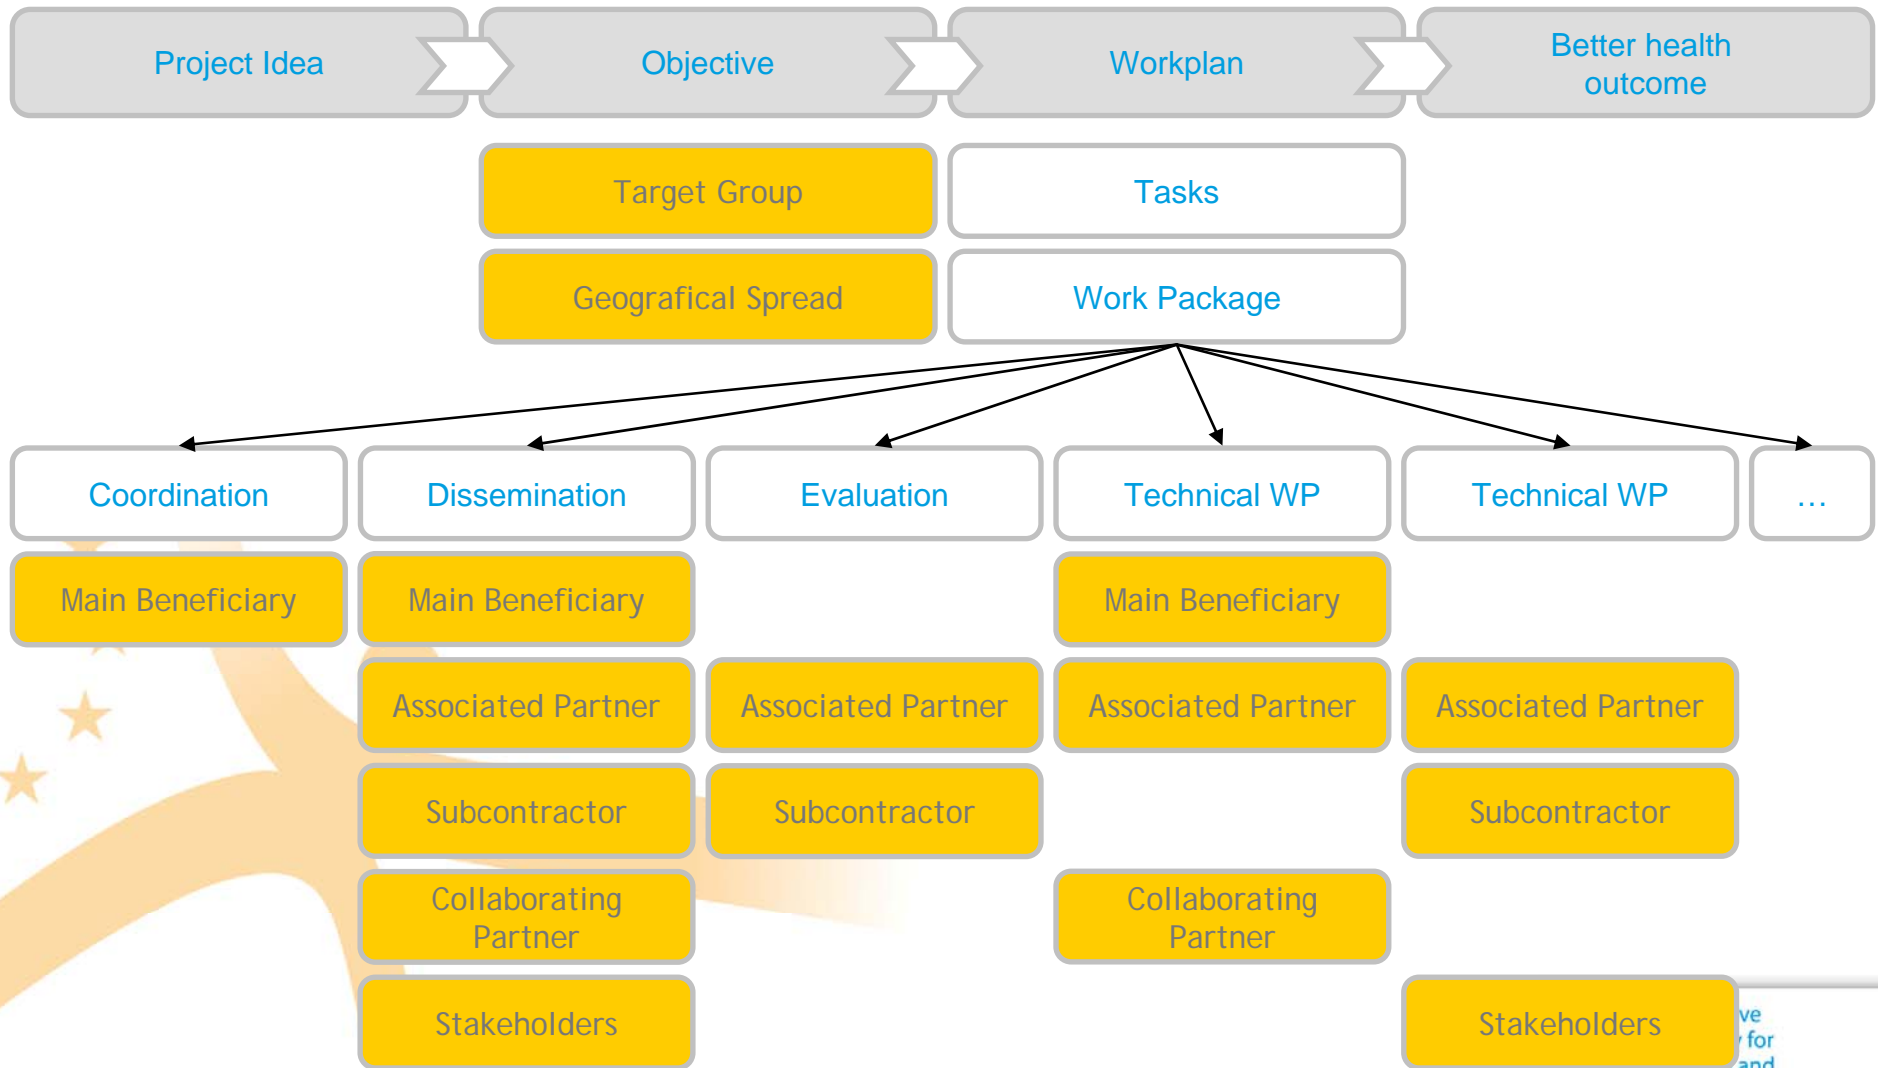 Project Idea
Objective
Workplan
Better health
outcome
Target Group
Tasks
Geografical Spread
Work Package
Coordination
Dissemination
Evaluation
Technical WP
Technical WP
…
Main Beneficiary
Main Beneficiary
Main Beneficiary
Associated Partner
Associated Partner
Associated Partner
Associated Partner
Subcontractor
Subcontractor
Subcontractor
Collaborating
Partner
Collaborating
Partner
Stakeholders
Stakeholders
for
and